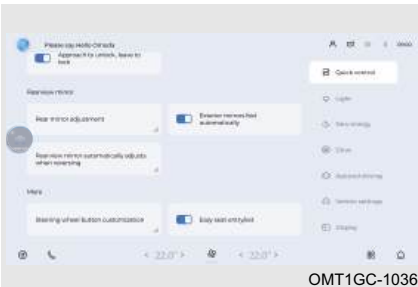 Please say Hello Omoda
Approach to unlock, leave to
lock
09:00
Quick control
Rearview mirror
Light
Rear mirror adjustment
Exterior mirrors fold
automatically
New energy
Rearview mirror automatically adjusts
when reversing
Drive
Assisted driving
More
Vehicle settings
Steering wheel button customization
Easy seat entry/exit
Display
< 22.0° >
< 22.0° >
OMT1GC-1036